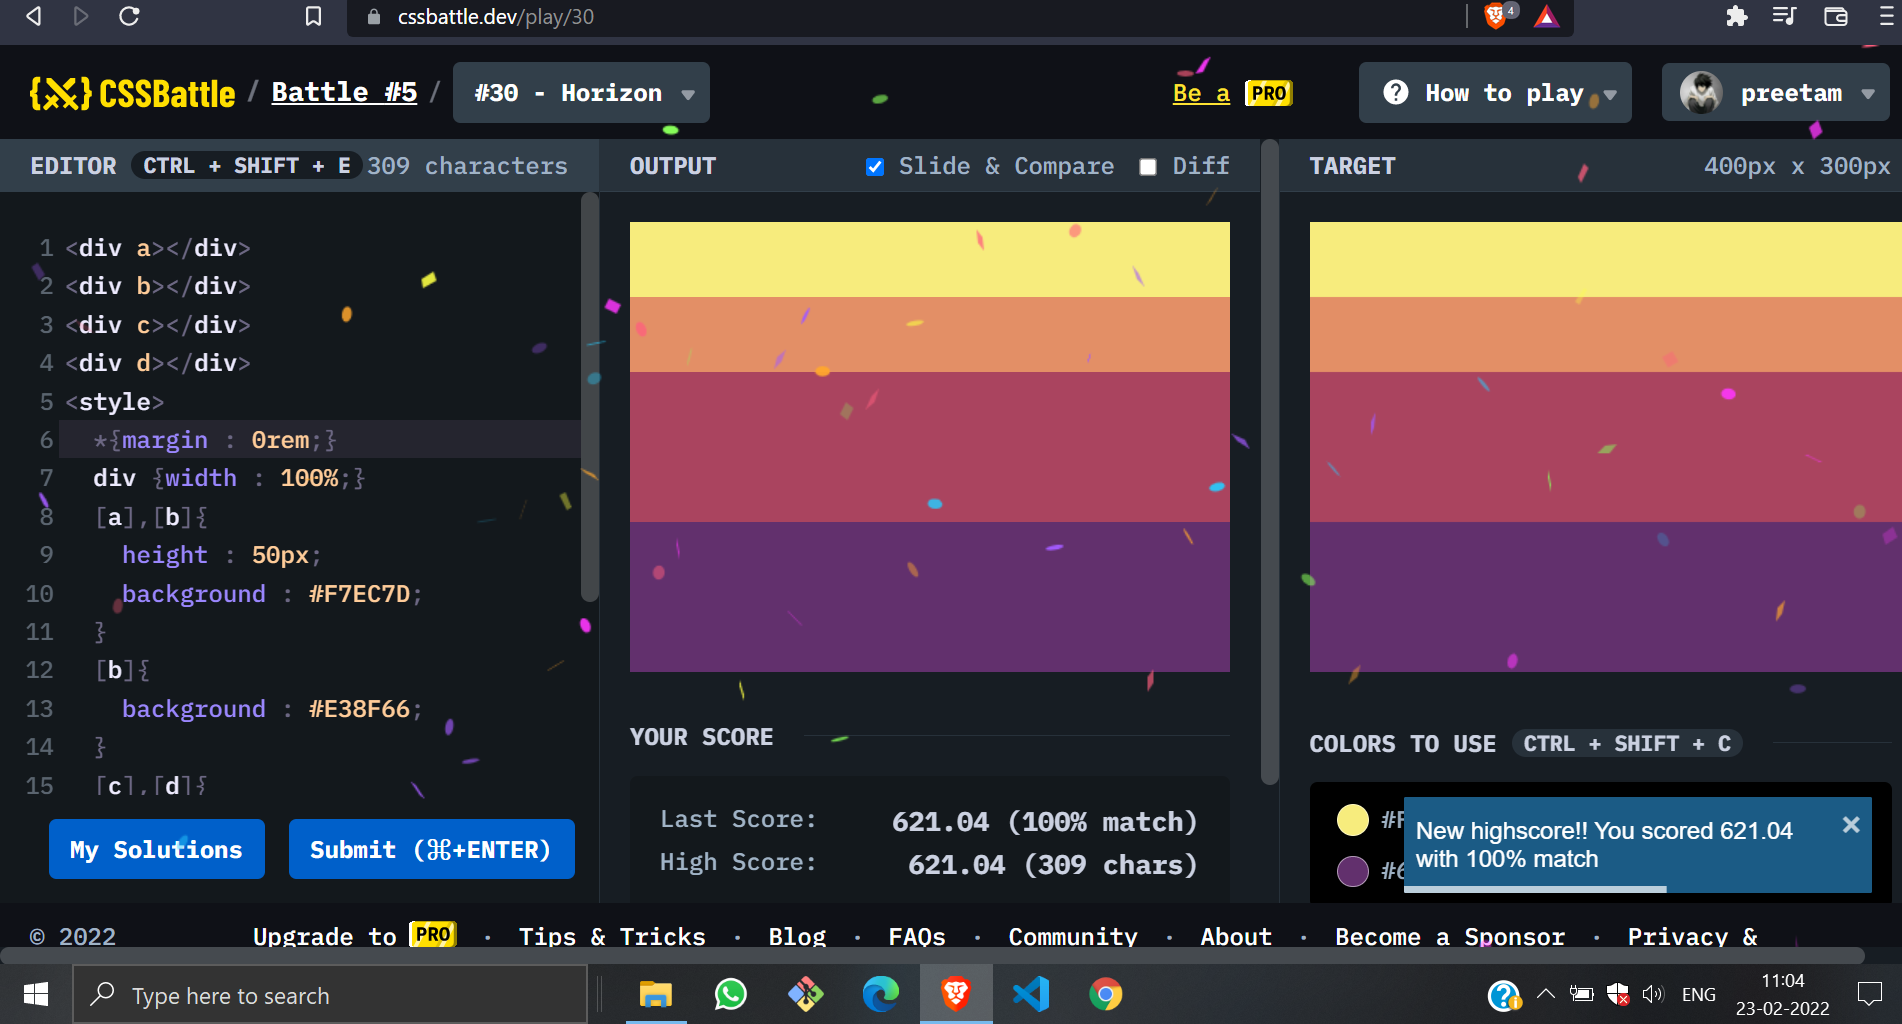 cssbattle.dev/play/30
4
{X} CSSBattle / Battle #5 / #30 - Horizon
Be a PRO
How to play
preetam
EDITOR CTRL + SHIFT + E 309 characters
OUTPUT
Slide & Compare
Diff
TARGET
400px x 300px
1 <div a></div>
2 <div b></div>
3 <div c></div>
4 <div d></div>
5 <style>
6 *{margin : 0rem;}
7 div {width : 100%;}
8 [a],[b]{
9 height : 50px;
10 background : #F7EC7D;
11 }
12 [b]{
13 background : #E38F66;
14 }
15 [c],[d]{
My Solutions
Submit (⌘+ENTER)
YOUR SCORE
Last Score: 621.04 (100% match)
High Score: 621.04 (309 chars)
COLORS TO USE CTRL + SHIFT + C
#F
#6
New highscore!! You scored 621.04
with 100% match
© 2022
Upgrade to PRO · Tips & Tricks · Blog · FAQs · Community · About · Become a Sponsor · Privacy &
Type here to search
ENG
11:04
23-02-2022